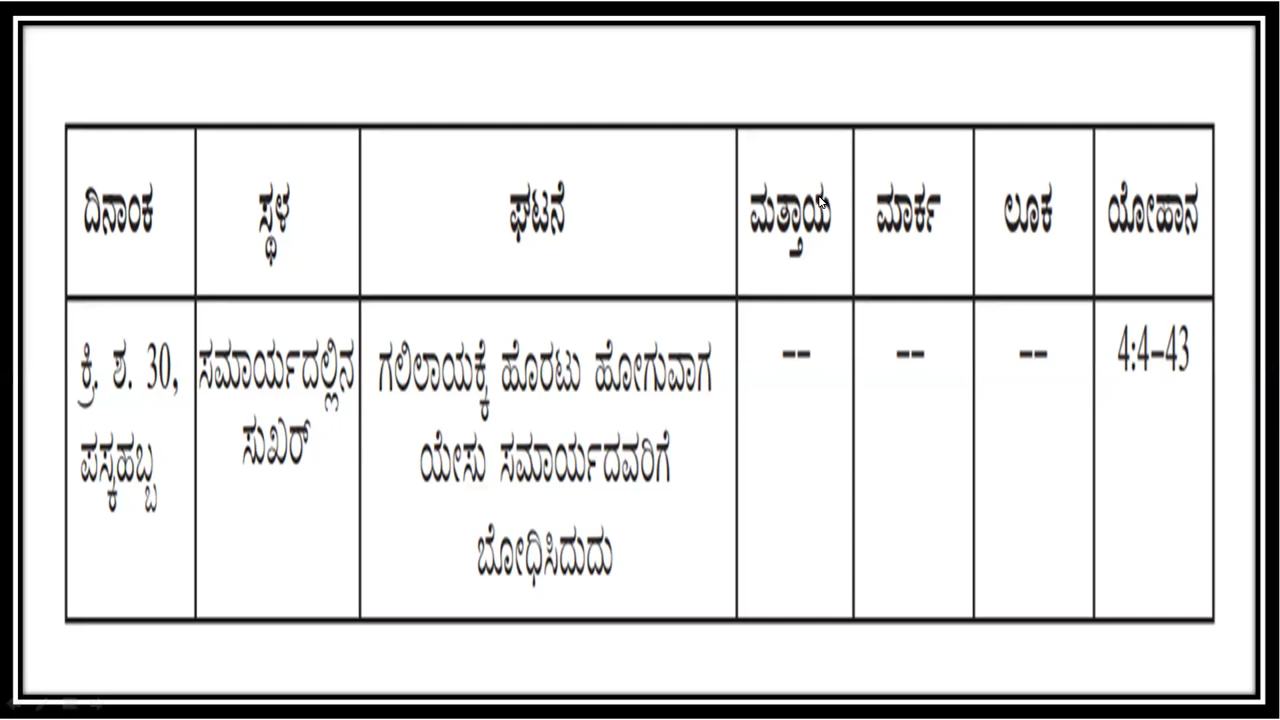 ದಿನಾಂಕ ಸ್ಥಳ ಘಟನೆ ಮತ್ತಾಯ ಮಾರ್ಕ ಲೂಕ ಯೋಹಾನ
ಕ್ರಿ. ಶ. 30, ಸಮಾರ್ಯದಲ್ಲಿನ ಗಲಿಲಾಯಕ್ಕೆ ಹೊರಟು ಹೋಗುವಾಗ -- -- -- 4:4–43
ಪಸ್ಕಹಬ್ಬ ಸುಖರ್ ಯೇಸು ಸಮಾರ್ಯದವರಿಗೆ
ಬೋಧಿಸಿದುದು